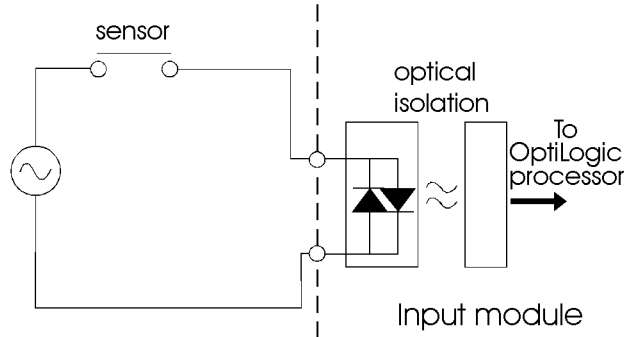 sensor
optical
isolation
To
OptiLogic
processor
Input module